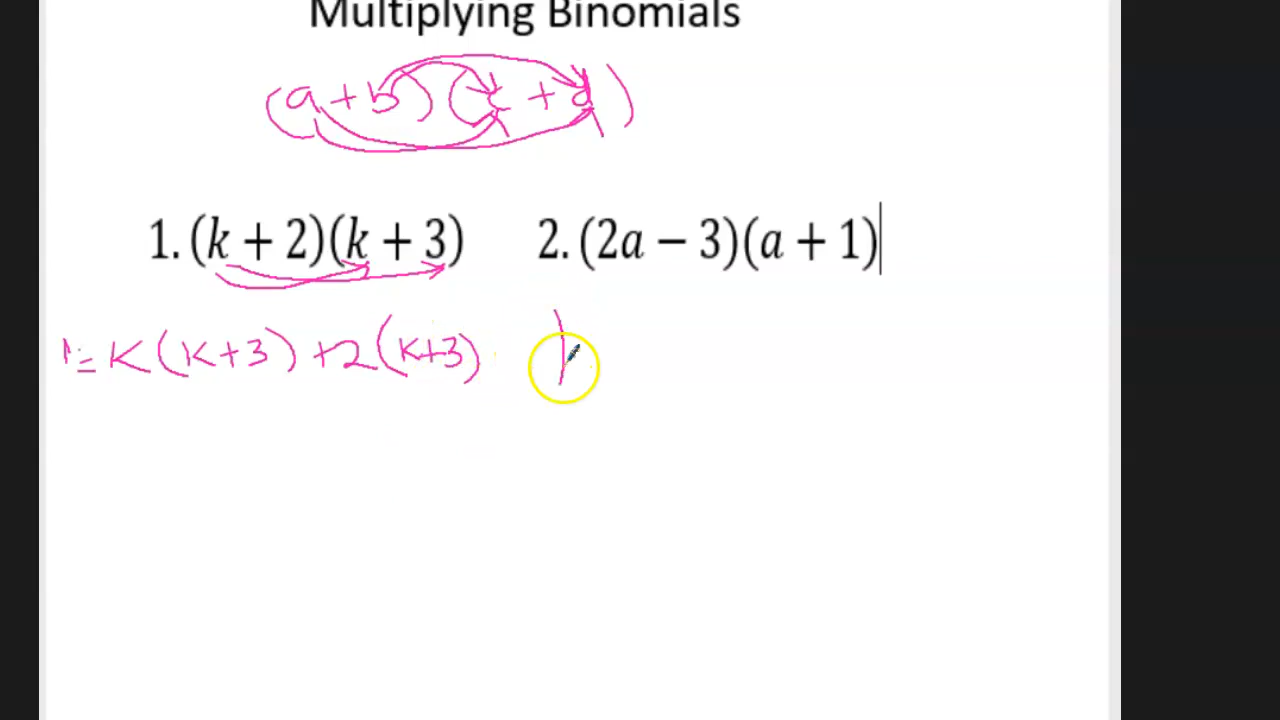 Multiplying Binomials
(a+b)(c+d)
1. (k + 2)(k + 3) 2. (2a − 3)(a + 1)
= K(K+3) +2(K+3)